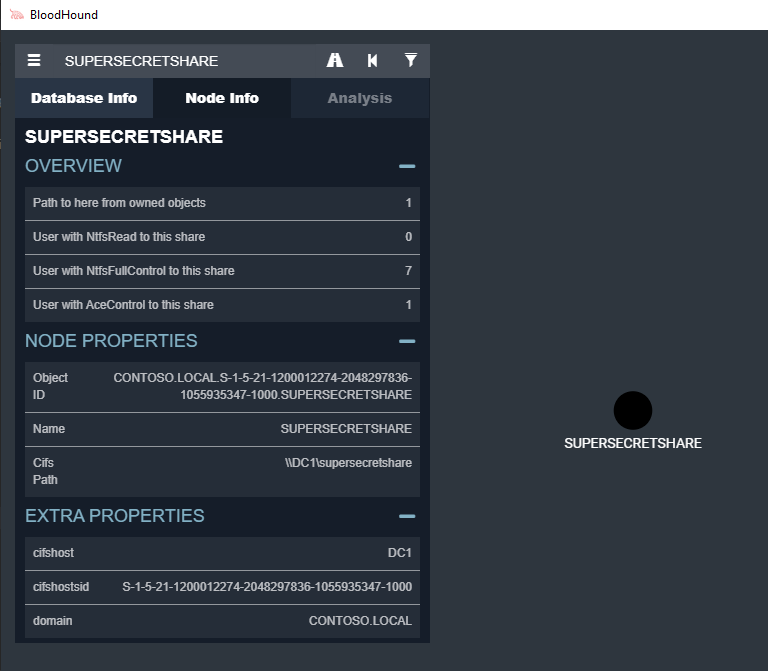 BloodHound
SUPERSECRETSHARE
Database Info Node Info Analysis
SUPERSECRETSHARE
OVERVIEW
Path to here from owned objects 1
User with NtfsRead to this share 0
User with NtfsFullControl to this share 7
User with AceControl to this share 1
NODE PROPERTIES
Object CONTOSO.LOCAL.S-1-5-21-1200012274-2048297836-
ID 1055935347-1000.SUPERSECRETSHARE
Name SUPERSECRETSHARE
Cifs \\DC1\supersecretshare
Path
EXTRA PROPERTIES
cifshost DC1
cifshostsid S-1-5-21-1200012274-2048297836-1055935347-1000
domain CONTOSO.LOCAL
SUPERSECRETSHARE